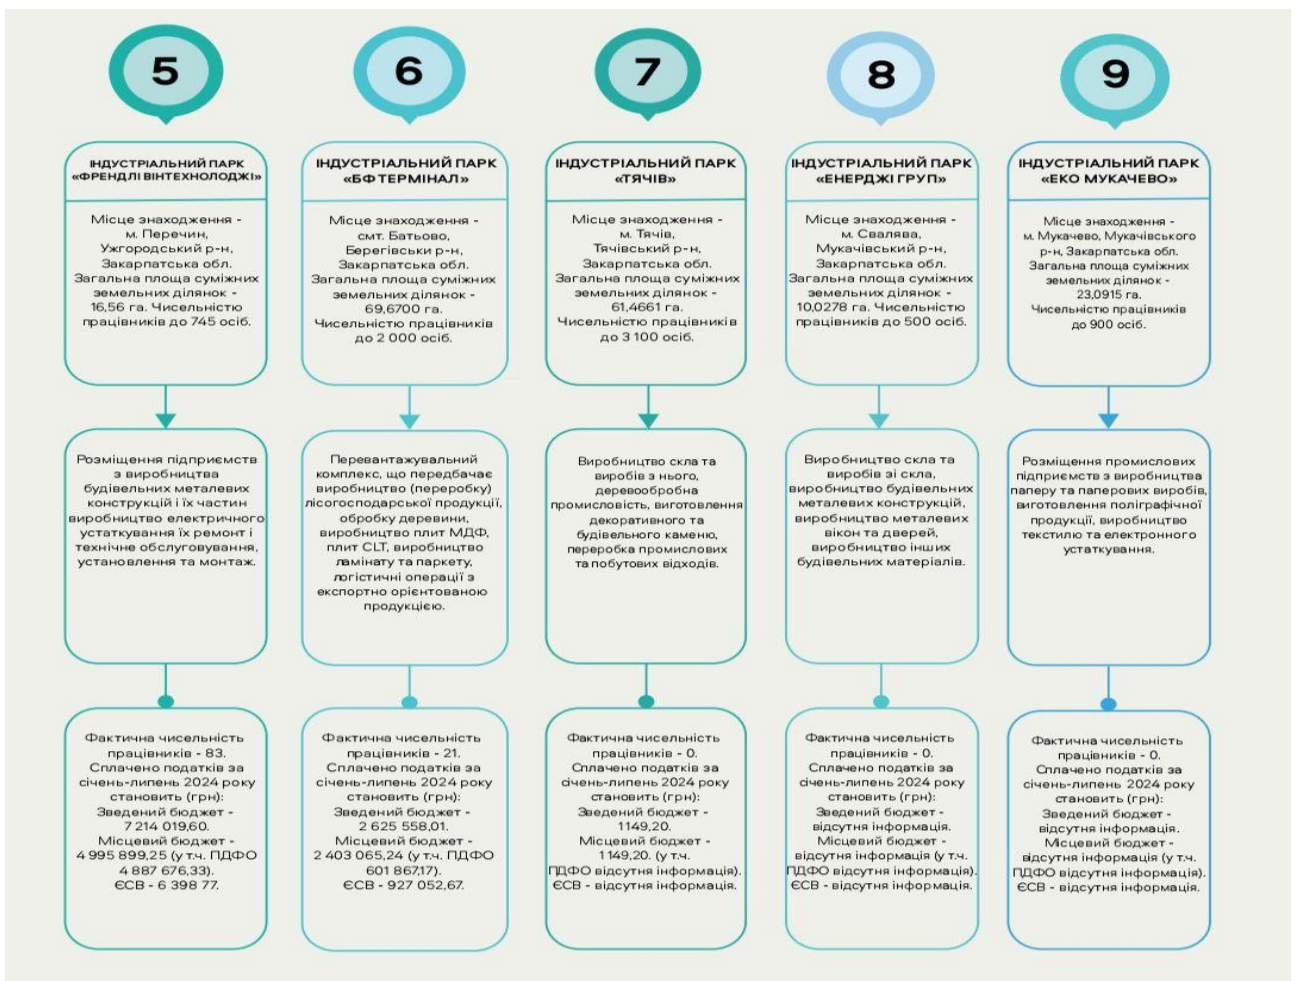 5
ІНДУСТРІАЛЬНИЙ ПАРК
«ФРЕНДЛІ ВІНТЕХНОЛОДЖІ»
Місце знаходження -
м. Перечин,
Ужгородський р-н,
Закарпатська обл.
Загальна площа суміжних
земельних ділянок -
16,56 га. Чисельністю
працівників до 745 осіб.
Розміщення підприємств
з виробництва
будівельних металевих
конструкцій і їх частин
виробництво електричного
устаткування їх ремонт і
технічне обслуговування,
установлення та монтаж.
Фактична чисельність
працівників - 83.
Сплачено податків за
січень-липень 2024 року
становить (грн):
Зведений бюджет -
7 214 019,60.
Місцевий бюджет -
4 995 899,25 (у т.ч. ПДФО
4 887 676,33).
ЄСВ - 6 398 77.
6
ІНДУСТРІАЛЬНИЙ ПАРК
«БФ ТЕРМІНАЛ»
Місце знаходження -
смт. Батьово,
Берегівськи р-н,
Закарпатська обл.
Загальна площа суміжних
земельних ділянок -
69,6700 га.
Чисельністю працівників
до 2 000 осіб.
Перевантажувальний
комплекс, що передбачає
виробництво (переробку)
лісогосподарської продукції,
обробку деревини,
виробництво плит МДФ,
плит CLT, виробництво
ламінату та паркету,
логістичні операції з
експортно орієнтованою
продукцією.
Фактична чисельність
працівників - 21.
Сплачено податків за
січень-липень 2024 року
становить (грн):
Зведений бюджет -
2 625 558,01.
Місцевий бюджет -
2 403 065,24 (у т.ч. ПДФО
601 867,17).
ЄСВ - 927 052,67.
7
ІНДУСТРІАЛЬНИЙ ПАРК
«ТЯЧІВ»
Місце знаходження -
м. Тячів,
Тячівський р-н,
Закарпатська обл.
Загальна площа суміжних
земельних ділянок -
61,4661 га.
Чисельністю працівників
до 3 100 осіб.
Виробництво скла та
виробів з нього,
деревообробна
промисловість, виготовлення
декоративного та
будівельного каменю,
переробка промислових
та побутових відходів.
Фактична чисельність
працівників - 0.
Сплачено податків за
січень-липень 2024 року
становить (грн):
Зведений бюджет -
1149,20.
Місцевий бюджет -
1 149,20. (у т.ч.
ПДФО відсутня інформація).
ЄСВ - відсутня інформація.
8
ІНДУСТРІАЛЬНИЙ ПАРК
«ЕНЕРДЖІ ГРУП»
Місце знаходження -
м. Свалява,
Мукачівський р-н,
Закарпатська обл.
Загальна площа суміжних
земельних ділянок -
10,0278 га. Чисельністю
працівників до 500 осіб.
Виробництво скла та
виробів зі скла,
виробництво будівельних
металевих конструкцій,
виробництво металевих
вікон та дверей,
виробництво інших
будівельних матеріалів.
Фактична чисельність
працівників - 0.
Сплачено податків за
січень-липень 2024 року
становить (грн):
Зведений бюджет -
відсутня інформація.
Місцевий бюджет -
відсутня інформація (у т.ч.
ПДФО відсутня інформація).
ЄСВ - відсутня інформація.
9
ІНДУСТРІАЛЬНИЙ ПАРК
«ЕКО МУКАЧЕВО»
Місце знаходження -
м. Мукачево, Мукачівського
р-н, Закарпатська обл.
Загальна площа суміжних
земельних ділянок -
23,0915 га.
Чисельністю працівників
до 900 осіб.
Розміщення промислових
підприємств з виробництва
паперу та паперових виробів,
виготовлення поліграфічної
продукції, виробництво
текстилю та електронного
устаткування.
Фактична чисельність
працівників - 0.
Сплачено податків за
січень-липень 2024 року
становить (грн):
Зведений бюджет -
відсутня інформація.
Місцевий бюджет -
відсутня інформація (у т.ч.
ПДФО відсутня інформація).
ЄСВ - відсутня інформація.